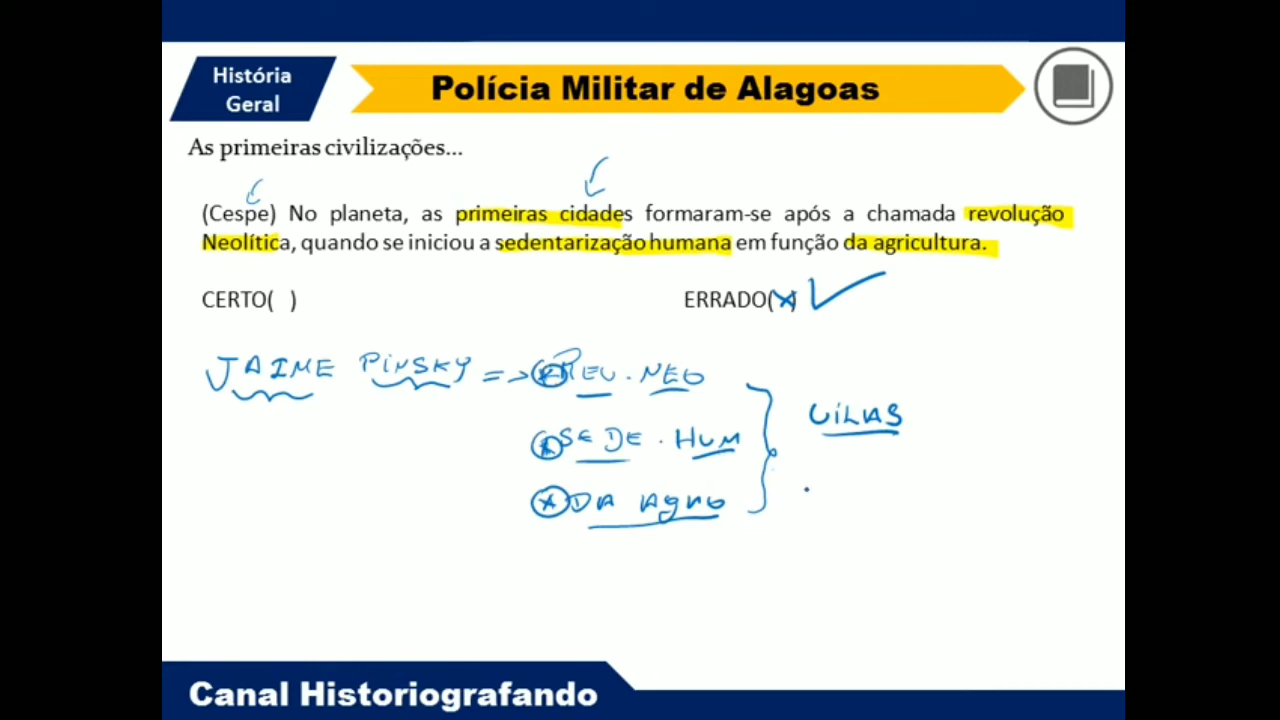 História
Geral
Polícia Militar de Alagoas
As primeiras civilizações...
(Cespe) No planeta, as primeiras cidades formaram-se após a chamada revolução
Neolítica, quando se iniciou a sedentarização humana em função da agricultura.
CERTO( ) ERRADO(x)
JAIME PINSKY => REV. NEO
SEDE. HUM
DA AGRO
VILAS
Canal Historiografando